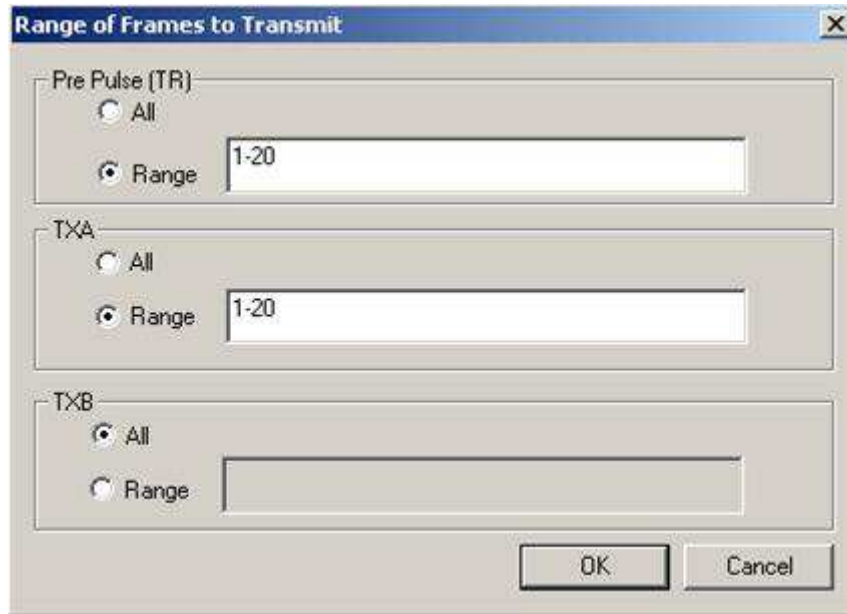 Range of Frames to Transmit
Pre Pulse (TR)
All
Range 1-20
TXA
All
Range 1-20
TXB
All
Range
OK Cancel